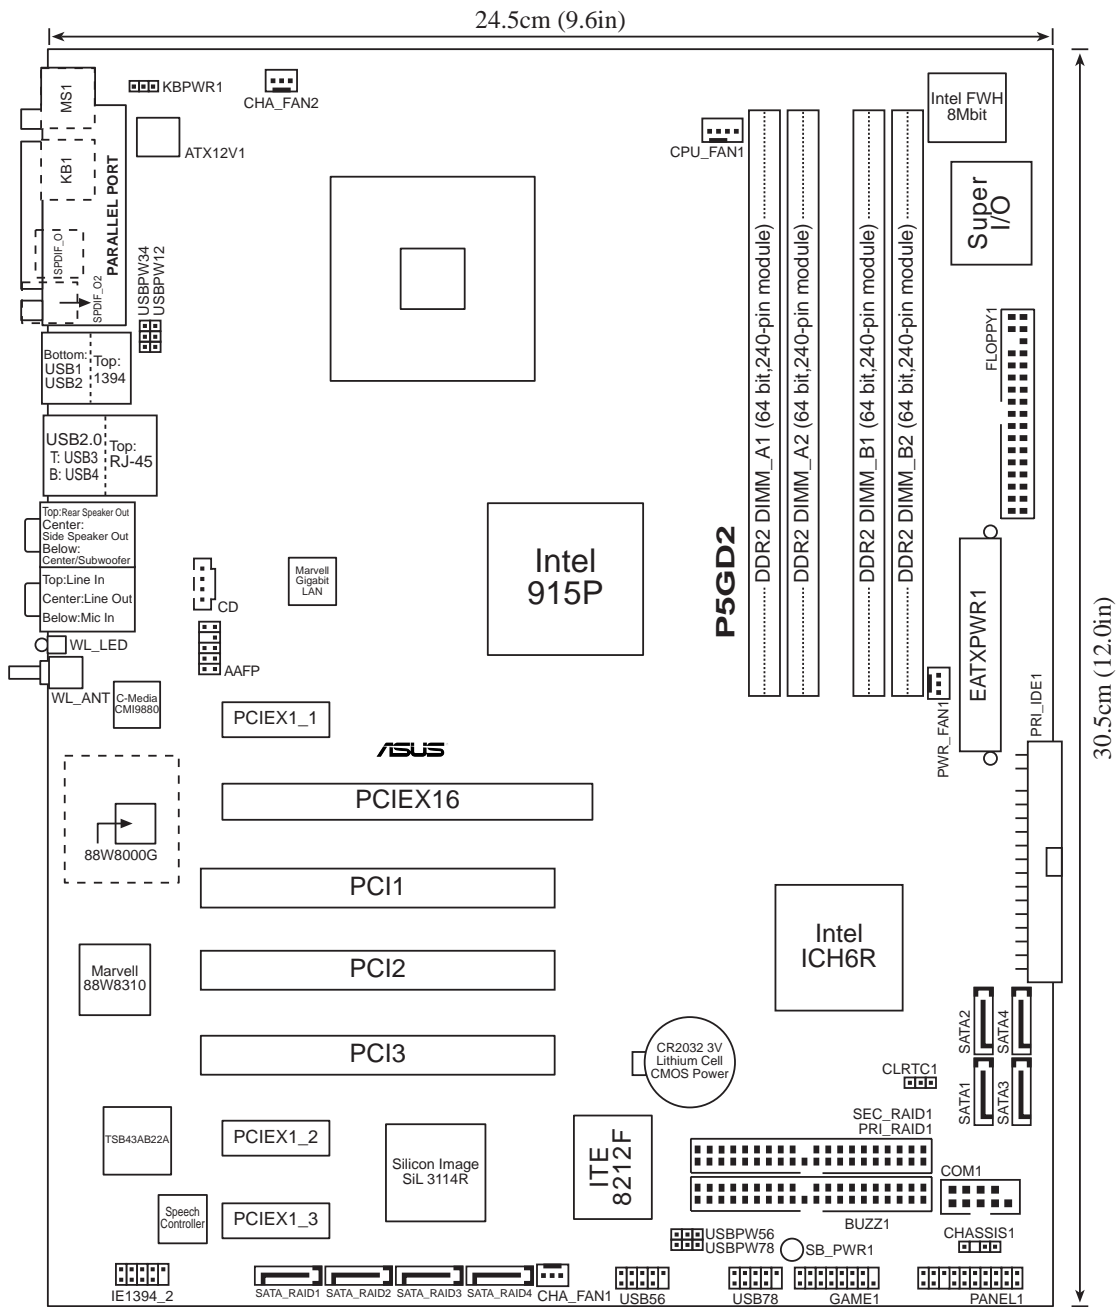 24.5cm (9.6in)
MS1
KBPWR1
CHA_FAN2
ATX12V1
CPU_FAN1
Intel FWH
8Mbit
Super
I/O
KB1
PARALLEL PORT
SPDIF_O1
SPDIF_O2
USBPW34
USBPW12
DDR2 DIMM_A1 (64 bit,240-pin module)
DDR2 DIMM_A2 (64 bit,240-pin module)
DDR2 DIMM_B1 (64 bit,240-pin module)
DDR2 DIMM_B2 (64 bit,240-pin module)
FLOPPY1
Bottom:
USB1
USB2
Top:
1394
USB2.0
T: USB3
B: USB4
Top:
RJ-45
Top:Rear Speaker Out
Center:
Side Speaker Out
Below:
Center/Subwoofer
Top:Line In
Center:Line Out
Below:Mic In
CD
Marvell
Gigabit
LAN
Intel
915P
P5GD2
EATXPWR1
30.5cm (12.0in)
WL_LED
WL_ANT
AAFP
C-Media
CMI9880
PWR_FAN1
PRI_IDE1
PCIEX1_1
ASUS
PCIEX16
88W8000G
PCI1
Intel
ICH6R
Marvell
88W8310
PCI2
PCI3
CR2032 3V
Lithium Cell
CMOS Power
SATA2
SATA4
CLRTC1
SATA1
SATA3
TSB43AB22A
PCIEX1_2
Silicon Image
SiL 3114R
ITE
8212F
SEC_RAID1
PRI_RAID1
COM1
Speech
Controller
PCIEX1_3
BUZZ1
USBPW56
USBPW78
SB_PWR1
CHASSIS1
IE1394_2
SATA_RAID1
SATA_RAID2
SATA_RAID3
SATA_RAID4
CHA_FAN1
USB56
USB78
GAME1
PANEL1